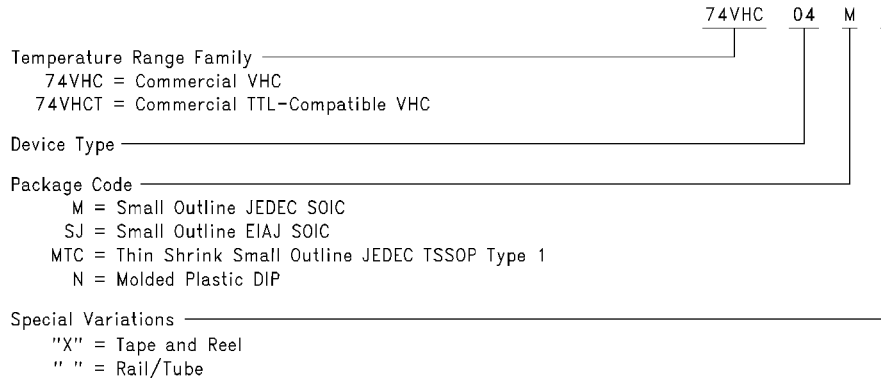 74VHC 04 M
Temperature Range Family
74VHC = Commercial VHC
74VHCT = Commercial TTL-Compatible VHC
Device Type
Package Code
M = Small Outline JEDEC SOIC
SJ = Small Outline EIAJ SOIC
MTC = Thin Shrink Small Outline JEDEC TSSOP Type 1
N = Molded Plastic DIP
Special Variations
"X" = Tape and Reel
" " = Rail/Tube